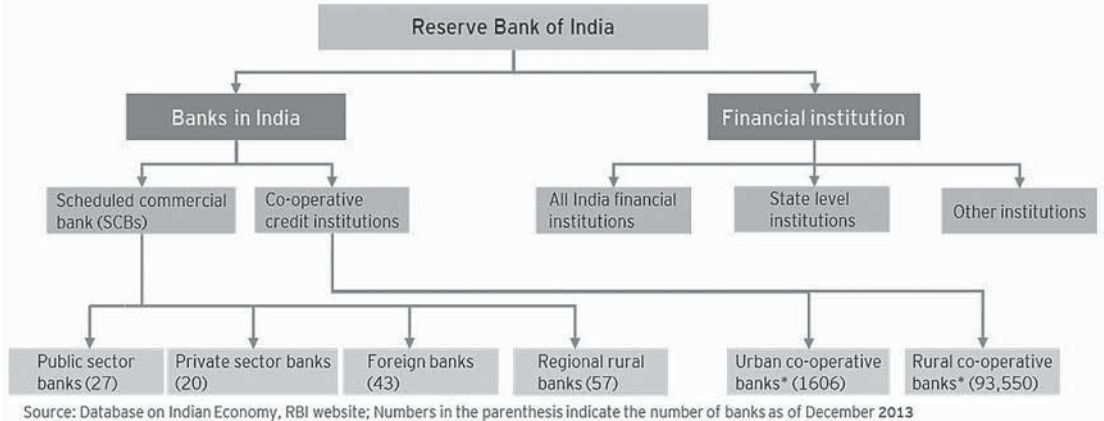 Reserve Bank of India
Banks in India
Financial institution
Scheduled commercial
bank (SCBs)
Co-operative
credit institutions
All India financial
institutions
State level
institutions
Other institutions
Public sector
banks (27)
Private sector banks
(20)
Foreign banks
(43)
Regional rural
banks (57)
Urban co-operative
banks* (1606)
Rural co-operative
banks* (93,550)
Source: Database on Indian Economy, RBI website; Numbers in the parenthesis indicate the number of banks as of December 2013